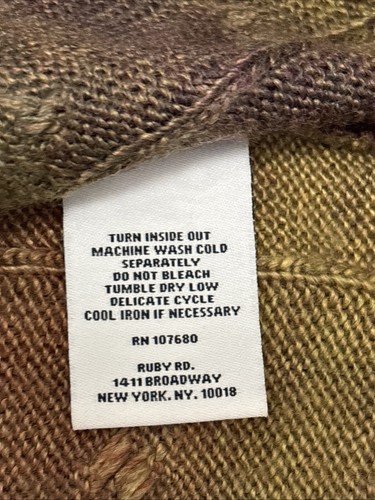 TURN INSIDE OUT
MACHINE WASH COLD
SEPARATELY
DO NOT BLEACH
TUMBLE DRY LOW
DELICATE CYCLE
COOL IRON IF NECESSARY
RN 107680
RUBY RD.
1411 BROADWAY
NEW YORK. NY. 10018